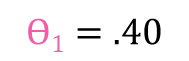 Θ₁ = .40